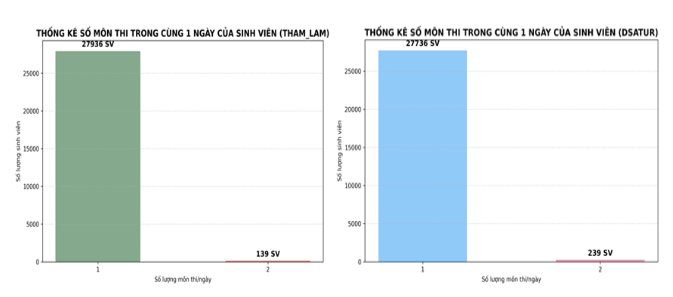 THỐNG KÊ SỐ MÔN THI TRONG CÙNG 1 NGÀY CỦA SINH VIÊN (THAM_LAM)
27936 SV
25000
20000
15000
10000
5000
0
Số lượng sinh viên
139 SV
1
2
Số lượng môn thi/ngày
THỐNG KÊ SỐ MÔN THI TRONG CÙNG 1 NGÀY CỦA SINH VIÊN (DSATUR)
27736 SV
25000
20000
15000
10000
5000
0
Số lượng sinh viên
239 SV
1
2
Số lượng môn thi/ngày